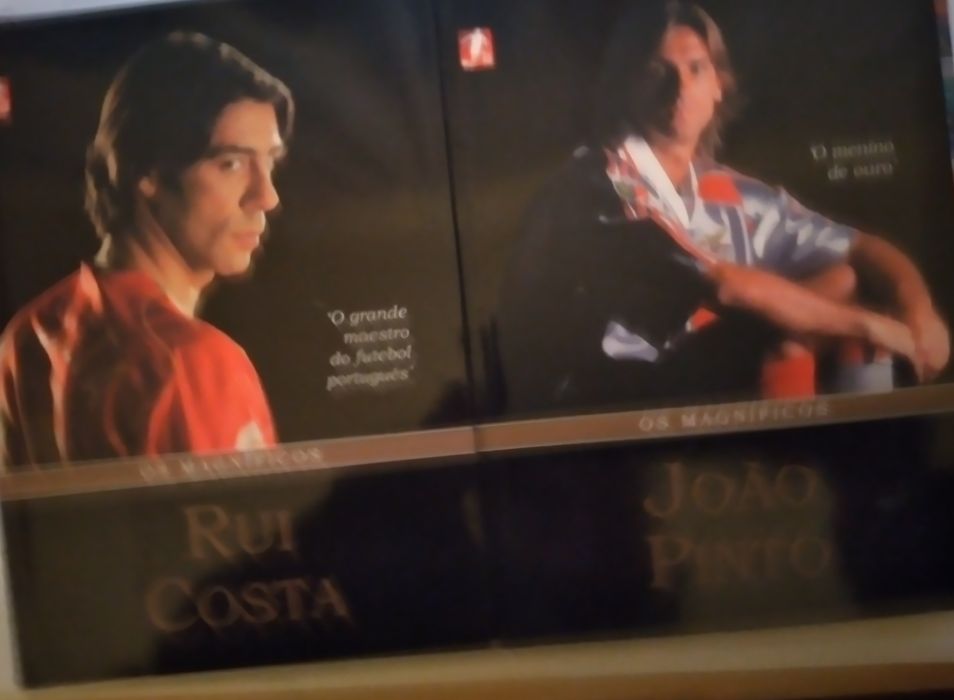 'O grande
maestro
do futebol
português'
OS MAGNÍFICOS
RUI
COSTA
'O menino
de ouro'
OS MAGNÍFICOS
JOÃO
PINTO